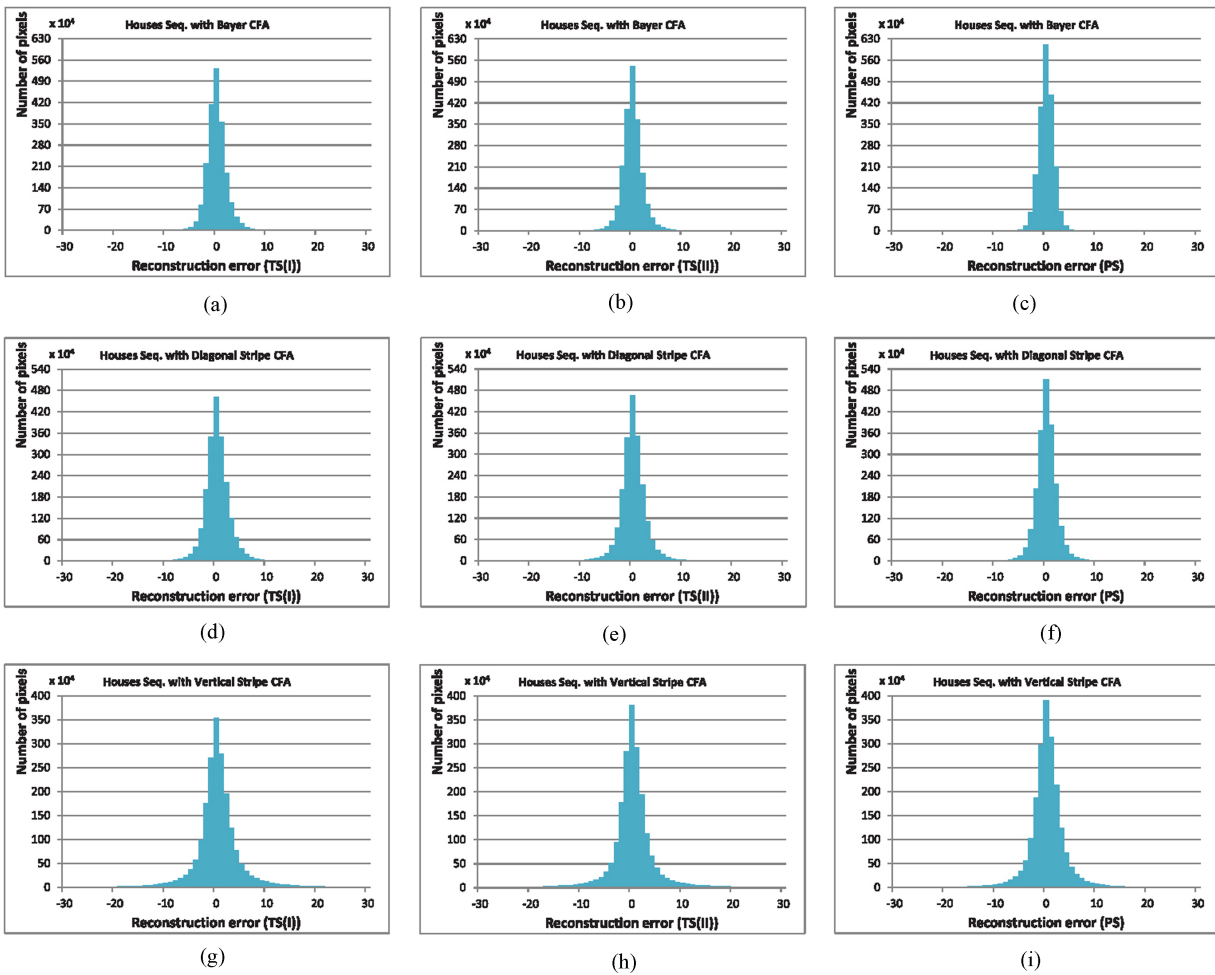 x 10⁴ Houses Seq. with Bayer CFA
Number of pixels
630
560
490
420
350
280
210
140
70
0
-30 -20 -10 0 10 20 30
Reconstruction error {TS(I)}
(a)
x 10⁴ Houses Seq. with Bayer CFA
Number of pixels
630
560
490
420
350
280
210
140
70
0
-30 -20 -10 0 10 20 30
Reconstruction error {TS(II)}
(b)
x 10⁴ Houses Seq. with Bayer CFA
Number of pixels
630
560
490
420
350
280
210
140
70
0
-30 -20 -10 0 10 20 30
Reconstruction error {PS)
(c)
x 10⁴ Houses Seq. with Diagonal Stripe CFA
Number of pixels
540
480
420
360
300
240
180
120
60
0
-30 -20 -10 0 10 20 30
Reconstruction error {TS(I)}
(d)
x 10⁴ Houses Seq. with Diagonal Stripe CFA
Number of pixels
540
480
420
360
300
240
180
120
60
0
-30 -20 -10 0 10 20 30
Reconstruction error {TS(II)}
(e)
x 10⁴ Houses Seq. with Diagonal Stripe CFA
Number of pixels
540
480
420
360
300
240
180
120
60
0
-30 -20 -10 0 10 20 30
Reconstruction error {PS)
(f)
x 10⁴ Houses Seq. with Vertical Stripe CFA
Number of pixels
400
350
300
250
200
150
100
50
0
-30 -20 -10 0 10 20 30
Reconstruction error {TS(I)}
(g)
x 10⁴ Houses Seq. with Vertical Stripe CFA
Number of pixels
400
350
300
250
200
150
100
50
0
-30 -20 -10 0 10 20 30
Reconstruction error {TS(II)}
(h)
x 10⁴ Houses Seq. with Vertical Stripe CFA
Number of pixels
400
350
300
250
200
150
100
50
0
-30 -20 -10 0 10 20 30
Reconstruction error {PS)
(i)